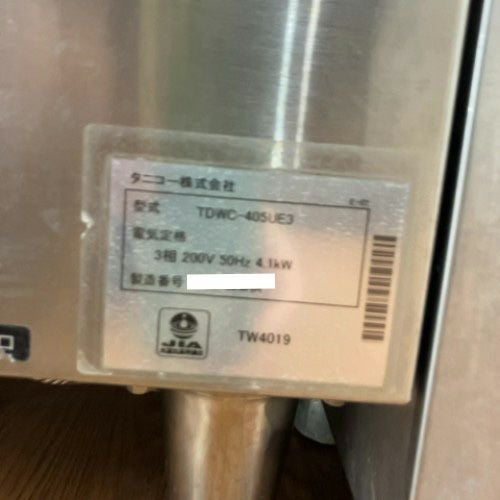 タニコー株式会社
型式 TDWC-405UE3
電気定格
3相 200V 50Hz 4.1kW
製造番号
JIA
TW4019